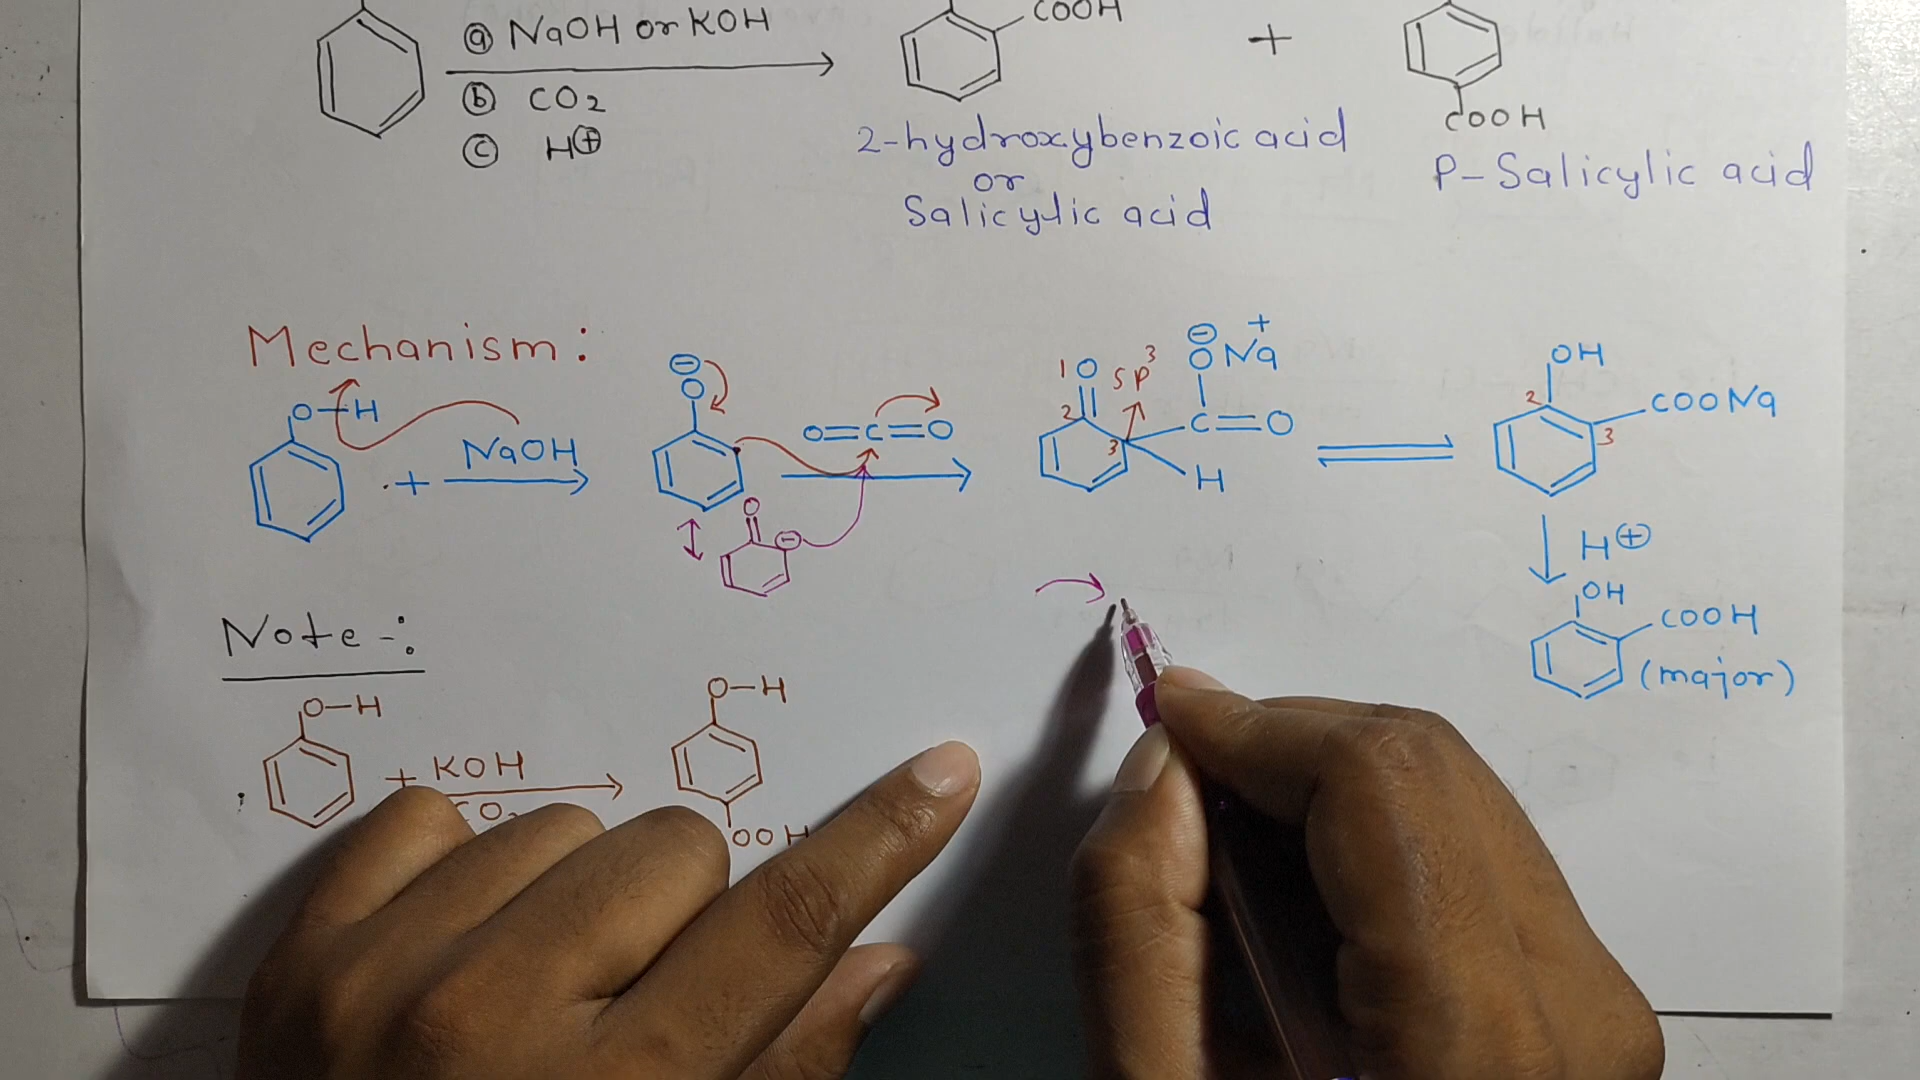 ⓐ NaOH or KOH
ⓑ CO₂
ⓒ H⊕
COOH
+
COOH
2-hydroxybenzoic acid
or
Salicylic acid
P-Salicylic acid
Mechanism:
O-H
+
NaOH
⊖
O
O=C=O
O
⊖
1 O
2
3
SP³
⊖ +
O Na
C=O
H
OH
2
3
COONa
H⊕
OH
COOH
(major)
Note -:
O-H
+ KOH
CO₂
O-H
OOH